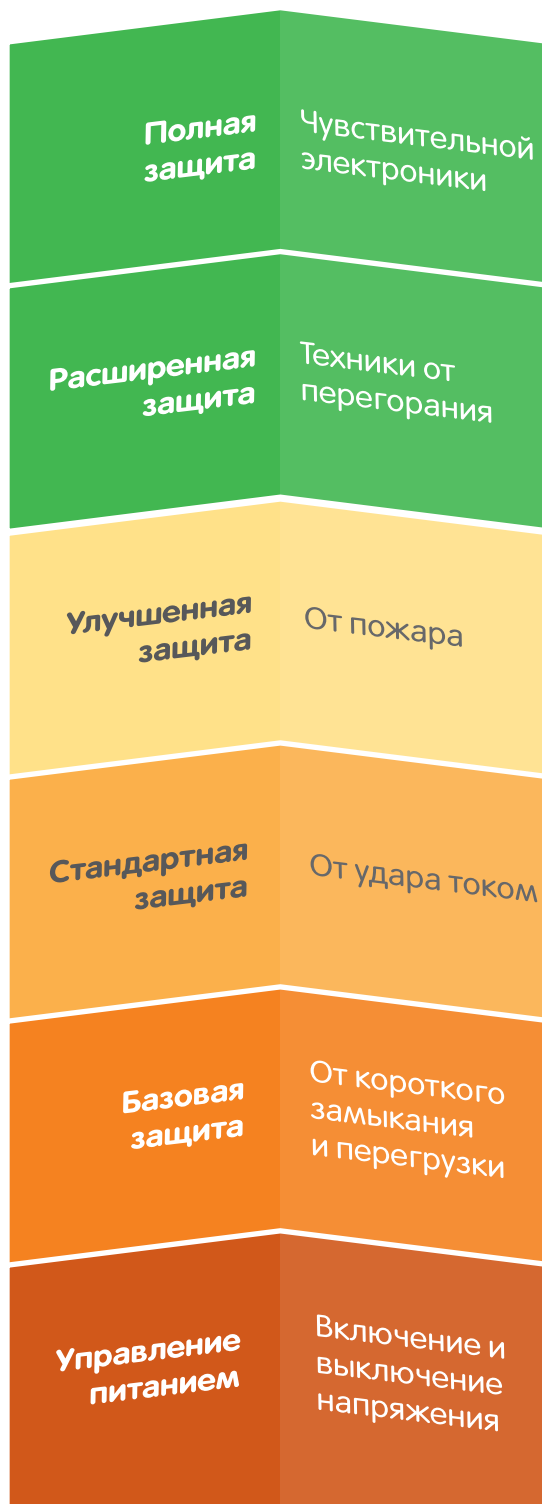 Полная
защита
Чувствительной
электроники
Расширенная
защита
Техники от
перегорания
Улучшенная
защита
От пожара
Стандартная
защита
От удара током
Базовая
защита
От короткого
замыкания
и перегрузки
Управление
питанием
Включение и
выключение
напряжения